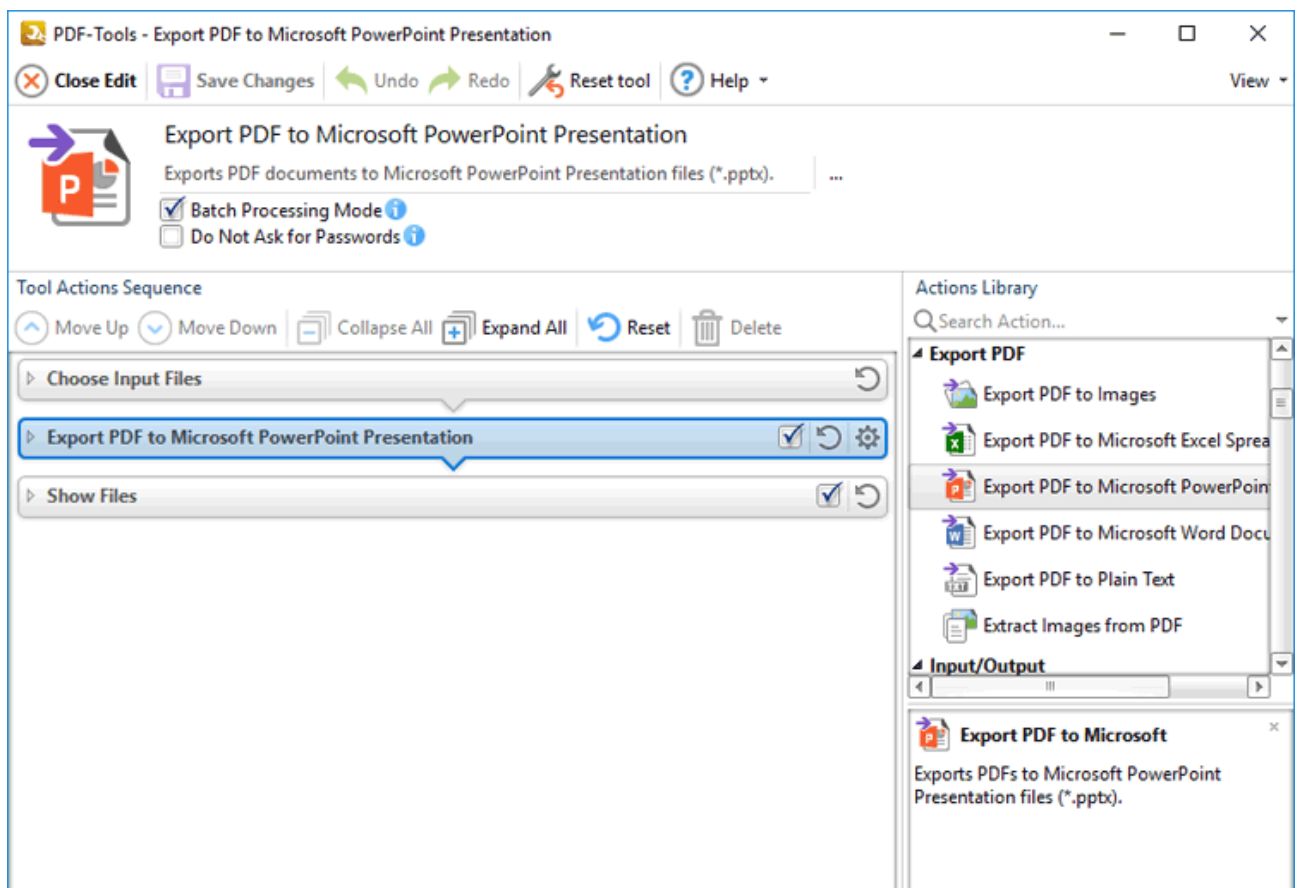 PDF-Tools - Export PDF to Microsoft PowerPoint Presentation
Close Edit Save Changes Undo Redo Reset tool Help View
Export PDF to Microsoft PowerPoint Presentation
Exports PDF documents to Microsoft PowerPoint Presentation files (*.pptx). ...
Batch Processing Mode
Do Not Ask for Passwords
Tool Actions Sequence
Move Up Move Down Collapse All Expand All Reset Delete
Choose Input Files
Export PDF to Microsoft PowerPoint Presentation
Show Files
Actions Library
Search Action...
Export PDF
Export PDF to Images
Export PDF to Microsoft Excel Sprea
Export PDF to Microsoft PowerPoin
Export PDF to Microsoft Word Docu
Export PDF to Plain Text
Extract Images from PDF
Input/Output
Export PDF to Microsoft
Exports PDFs to Microsoft PowerPoint
Presentation files (*.pptx).